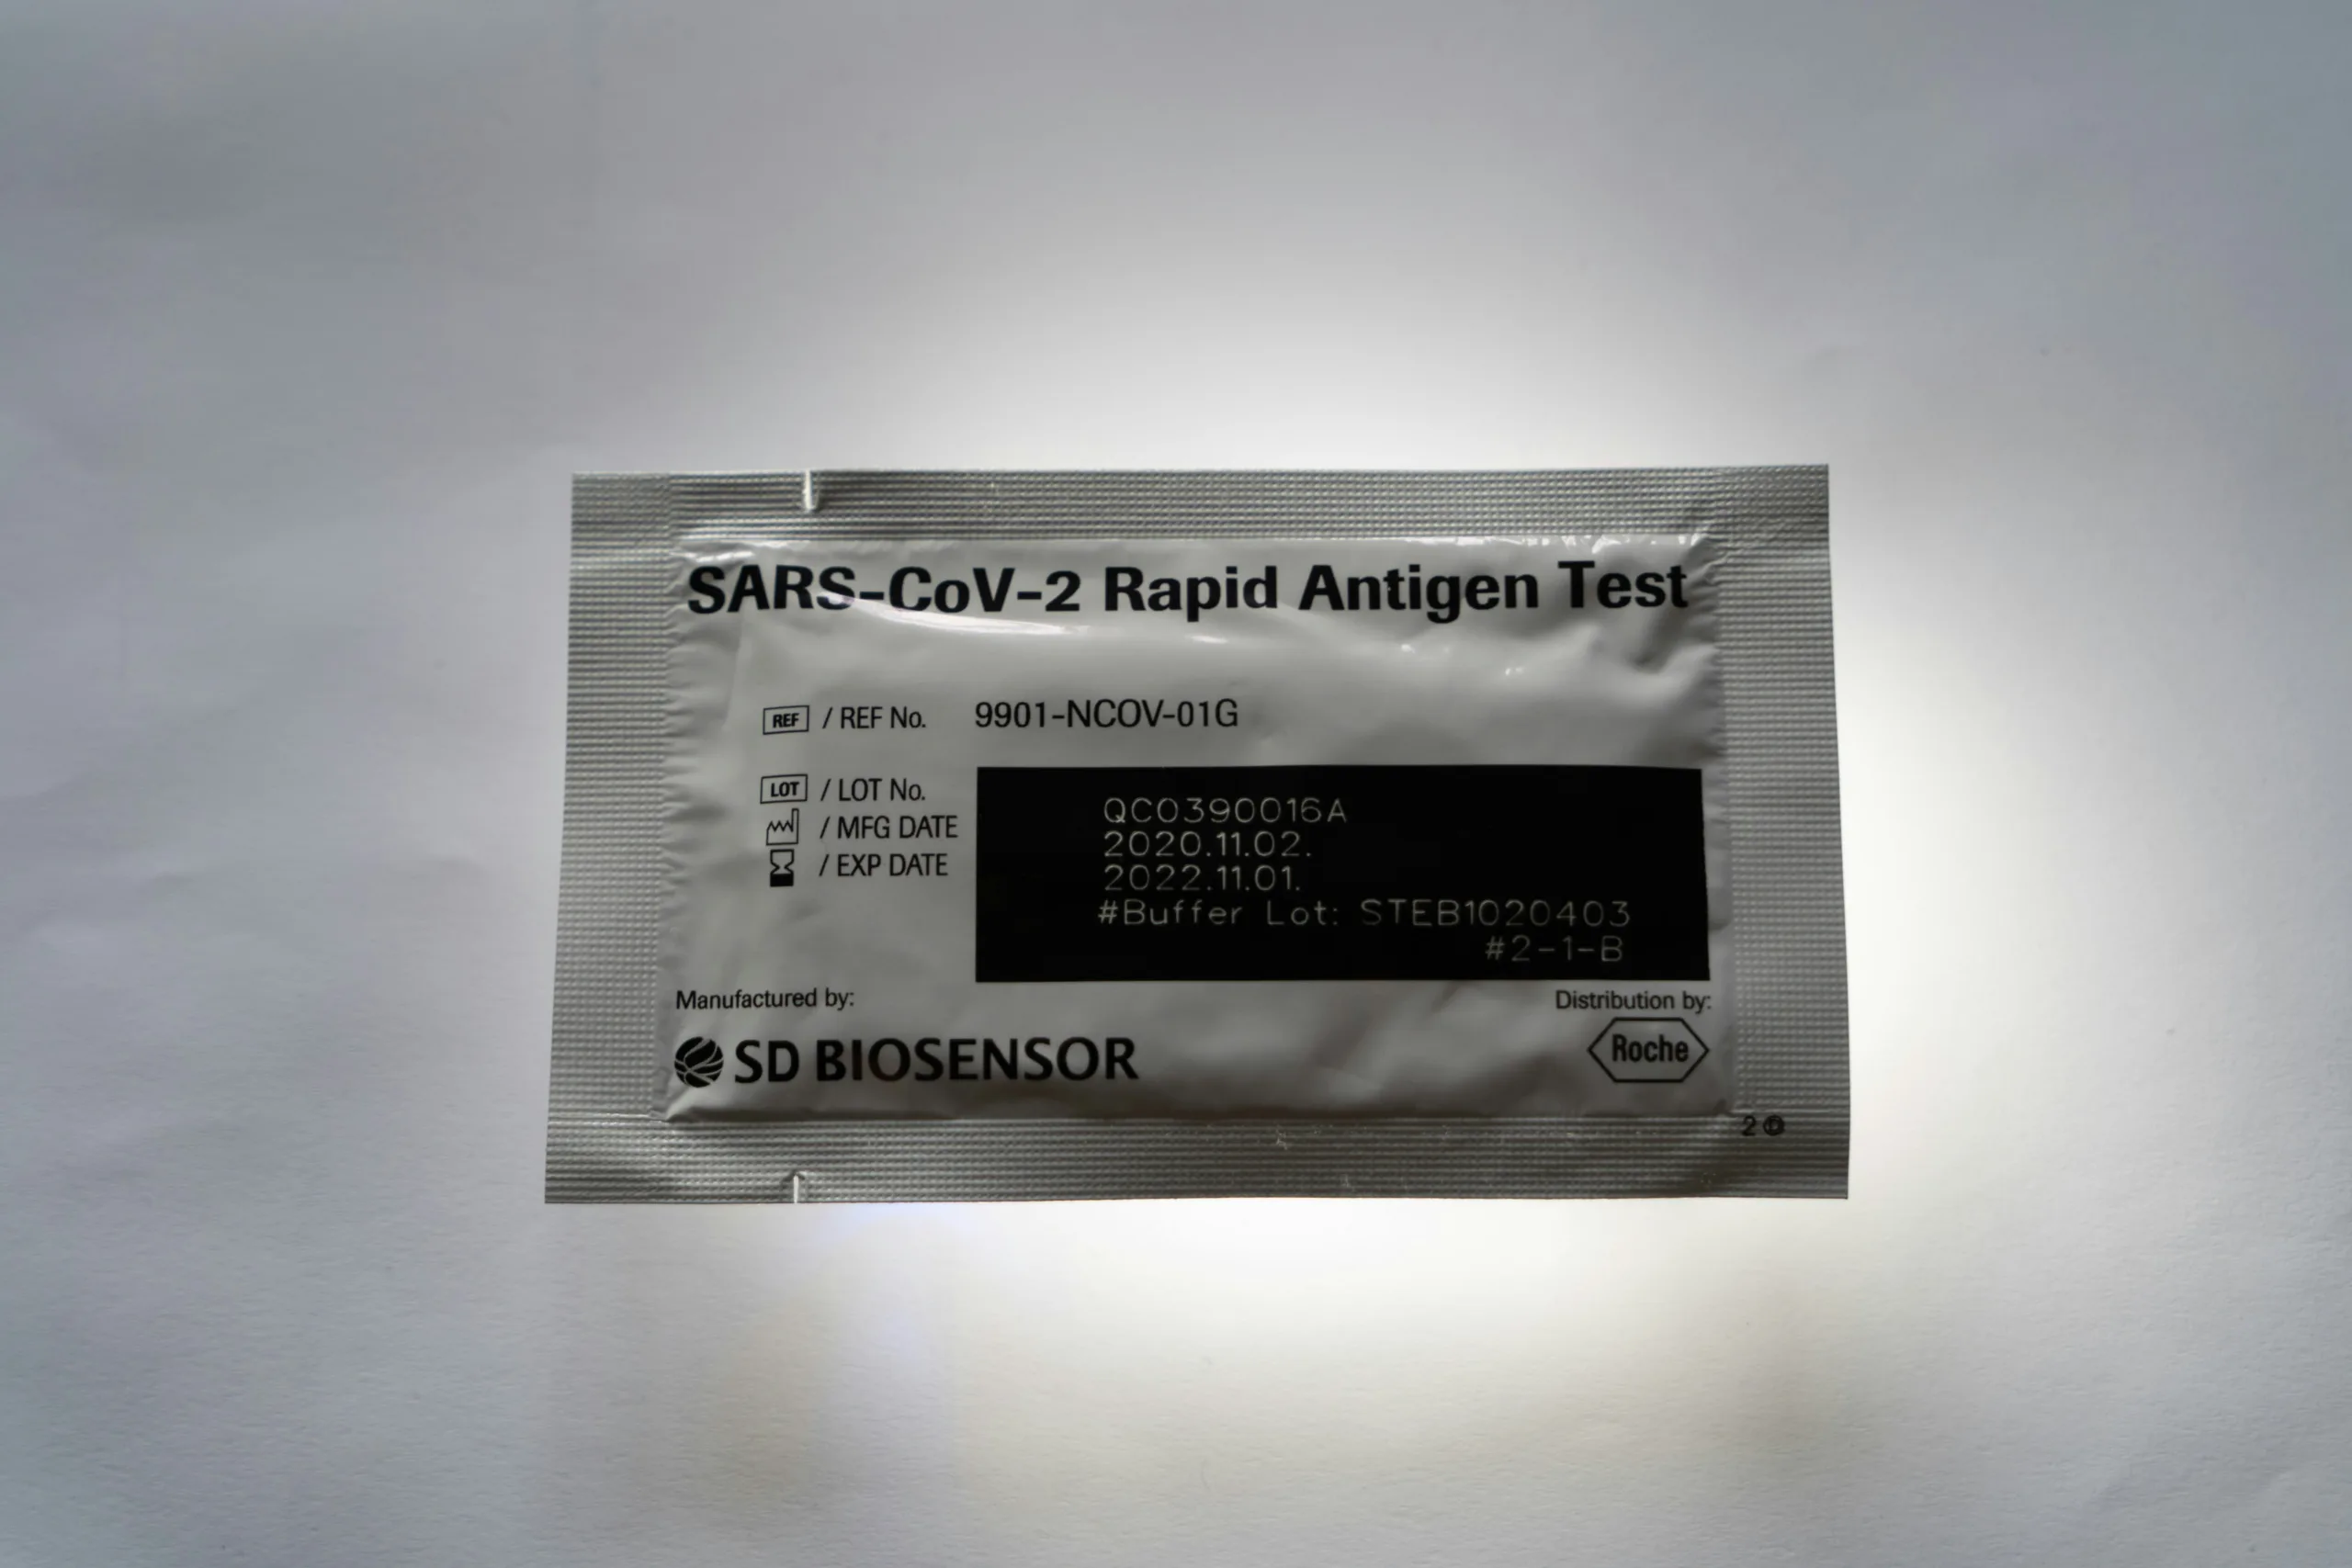 SARS-CoV-2 Rapid Antigen Test
REF / REF No. 9901-NCOV-01G
LOT / LOT No. QCO390016A
/ MFG DATE 2020.11.02.
/ EXP DATE 2022.11.01.
#Buffer Lot: STEB1020403
#2-1-B
Manufactured by:
SD BIOSENSOR
Distribution by:
Roche
2 ©